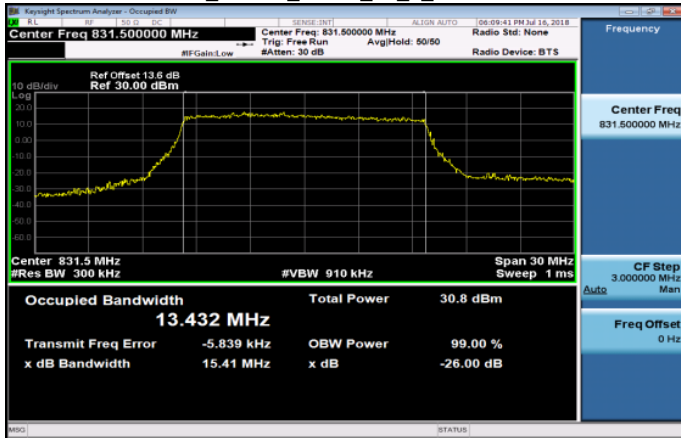 Keysight Spectrum Analyzer - Occupied BW
RL RF 50 Ω DC SENSE:INT ALIGN AUTO 06:09:41 PM Jul 16, 2018
Center Freq 831.500000 MHz
Center Freq: 831.500000 MHz
Radio Std: None
Trig: Free Run Avg|Hold: 50/50
#IFGain:Low #Atten: 30 dB Radio Device: BTS
Frequency
Ref Offset 13.6 dB
10 dB/div Ref 30.00 dBm
Log
20.0
10.0
0.00
-10.0
-20.0
-30.0
-40.0
-50.0
-60.0
Center 831.5 MHz Span 30 MHz
#Res BW 300 kHz #VBW 910 kHz Sweep 1 ms
Occupied Bandwidth Total Power 30.8 dBm
13.432 MHz
Transmit Freq Error -5.839 kHz OBW Power 99.00 %
x dB Bandwidth 15.41 MHz x dB -26.00 dB
Center Freq
831.500000 MHz
CF Step
3.000000 MHz
Auto Man
Freq Offset
0 Hz
MSG STATUS